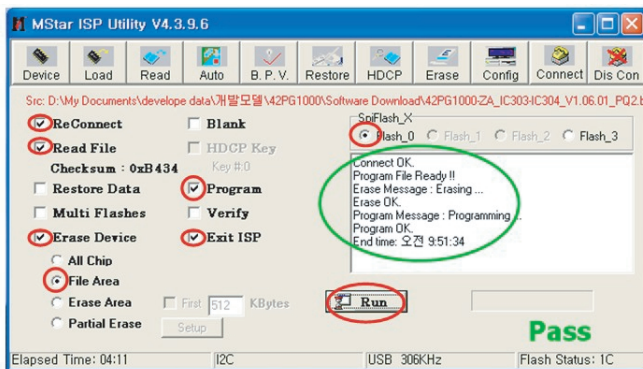 MStar ISP Utility V4.3.9.6
Device Load Read Auto B. P. V. Restore HDCP Erase Config Connect Dis Con
Src: D:\My Documents\develope data\개발모델\42PG1000\Software Download\42PG1000-ZA_IC303-IC304_V1.06.01_PQ2.b
ReConnect Blank
Read File HDCP Key
Checksum : 0xB434 Key #:0
Restore Data Program
Multi Flashes Verify
Erase Device Exit ISP
All Chip
File Area
Erase Area First 512 KBytes
Partial Erase Setup
SpiFlash_X
Flash_0 Flash_1 Flash_2 Flash_3
Connect OK.
Program File Ready !!
Erase Message : Erasing ...
Erase OK.
Program Message : Programming ...
Program OK.
End time: 오전 9:51:34
Run
Pass
Elapsed Time: 04:11 I2C USB 306KHz Flash Status: 1C